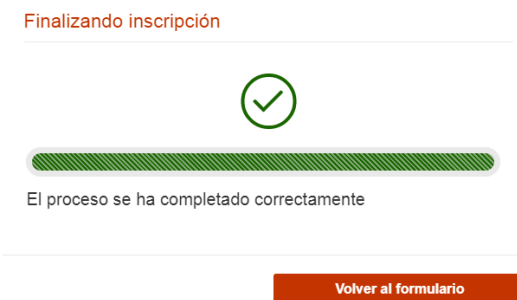 Finalizando inscripción
El proceso se ha completado correctamente
Volver al formulario